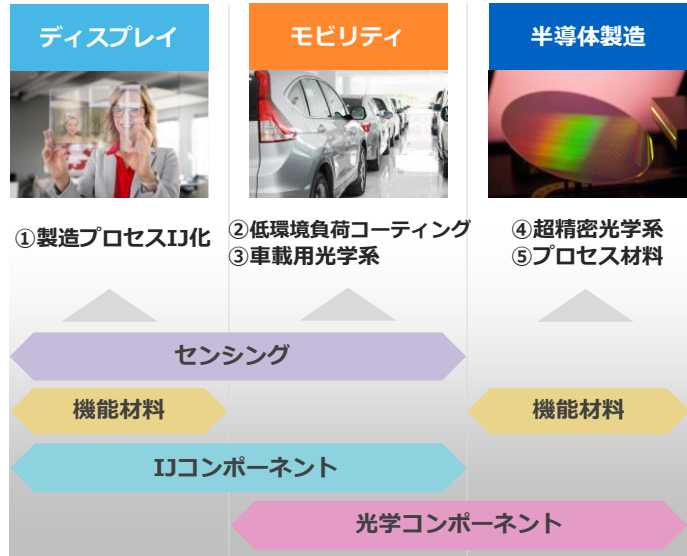 ディスプレイ
モビリティ
半導体製造
①製造プロセスIJ化
②低環境負荷コーティング
③車載用光学系
④超精密光学系
⑤プロセス材料
センシング
機能材料
機能材料
IJコンポーネント
光学コンポーネント